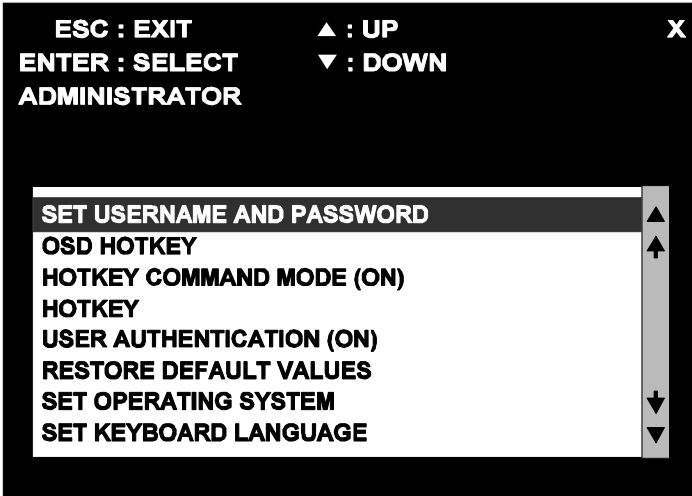 ESC : EXIT ▲ : UP X
ENTER : SELECT ▼ : DOWN
ADMINISTRATOR
SET USERNAME AND PASSWORD
OSD HOTKEY
HOTKEY COMMAND MODE (ON)
HOTKEY
USER AUTHENTICATION (ON)
RESTORE DEFAULT VALUES
SET OPERATING SYSTEM
SET KEYBOARD LANGUAGE